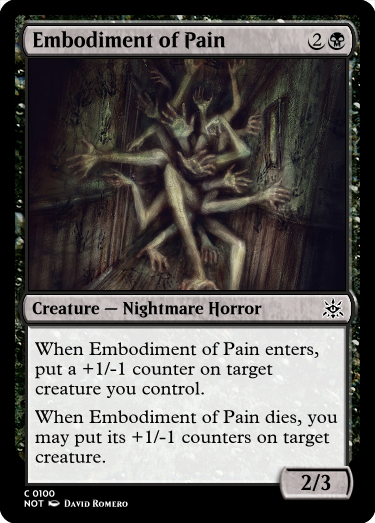 Embodiment of Pain 2
Creature — Nightmare Horror
When Embodiment of Pain enters,
put a +1/-1 counter on target
creature you control.
When Embodiment of Pain dies, you
may put its +1/-1 counters on target
creature.
2/3
C 0100
NOT David Romero